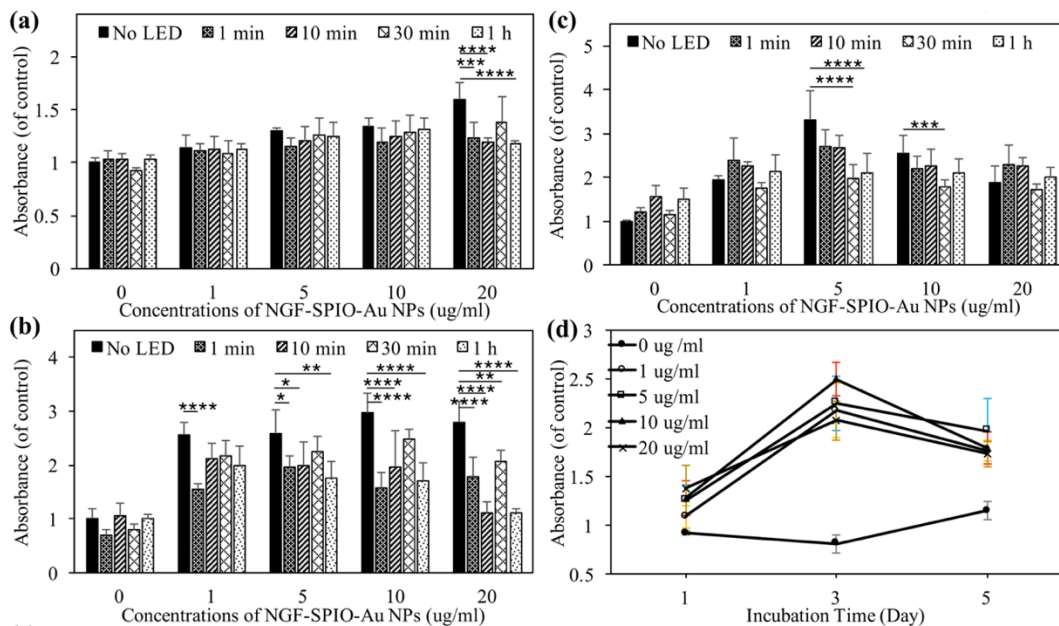 (a)
No LED 1 min 10 min 30 min 1 h
Absorbance (of control)
2
1.5
1
0.5
0
****
***
****
0 1 5 10 20
Concentrations of NGF-SPIO-Au NPs (ug/ml)
(b)
No LED 1 min 10 min 30 min 1 h
Absorbance (of control)
4
3
2
1
0
****
**
*
*
****
****
****
****
**
****
****
0 1 5 10 20
Concentrations of NGF-SPIO-Au NPs (ug/ml)
(c)
No LED 1 min 10 min 30 min 1 h
Absorbance (of control)
5
4
3
2
1
0
****
****
***
0 1 5 10 20
Concentrations of NGF-SPIO-Au NPs (ug/ml)
(d)
0 ug /ml
1 ug/ml
5 ug/ml
10 ug/ml
20 ug/ml
Absorbance (of control)
3
2.5
2
1.5
1
0.5
1 3 5
Incubation Time (Day)